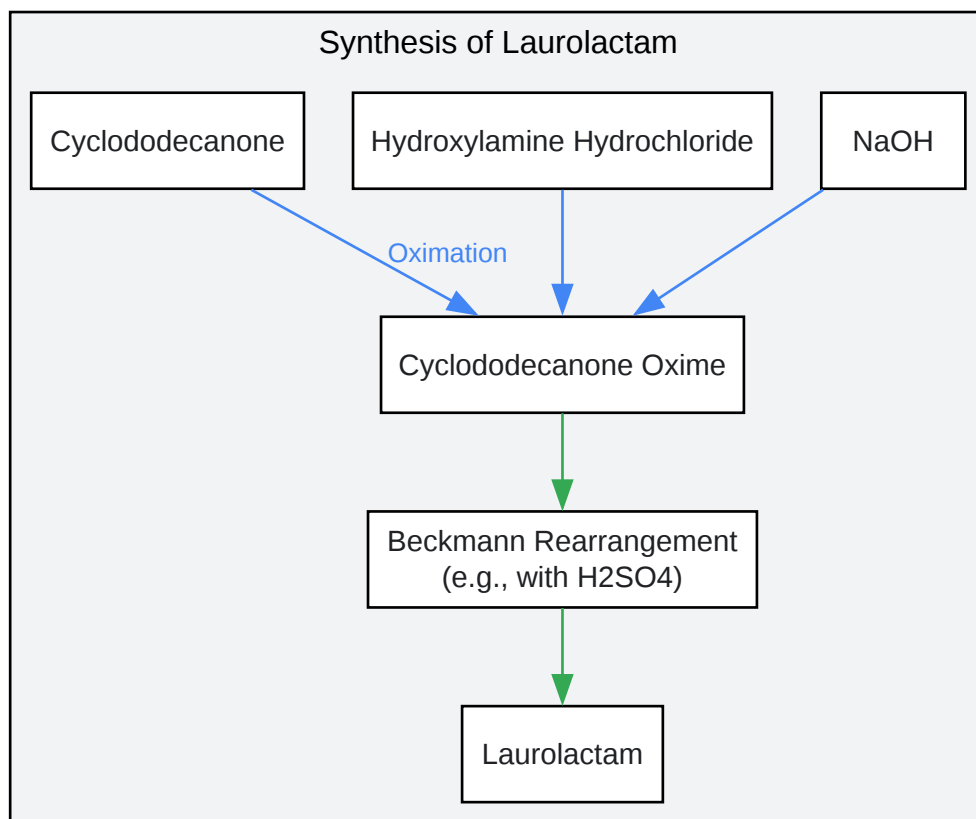 Synthesis of Laurolactam
Cyclododecanone
Hydroxylamine Hydrochloride
NaOH
Oximation
Cyclododecanone Oxime
Beckmann Rearrangement
(e.g., with H2SO4)
Laurolactam